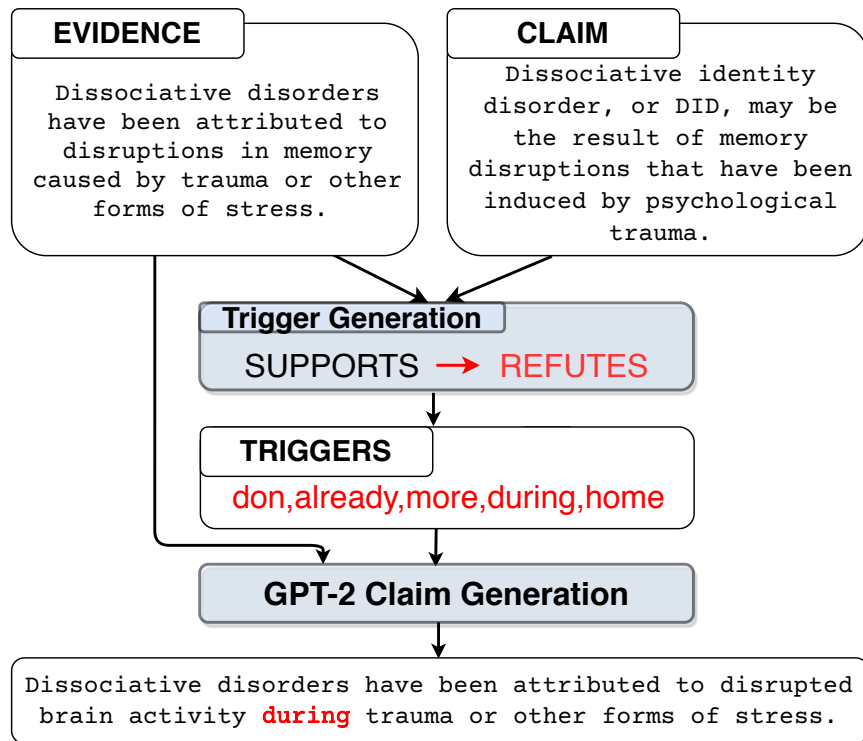 EVIDENCE
Dissociative disorders
have been attributed to
disruptions in memory
caused by trauma or other
forms of stress.
CLAIM
Dissociative identity
disorder, or DID, may be
the result of memory
disruptions that have been
induced by psychological
trauma.
Trigger Generation
SUPPORTS → REFUTES
TRIGGERS
don,already,more,during,home
GPT-2 Claim Generation
Dissociative disorders have been attributed to disrupted
brain activity during trauma or other forms of stress.